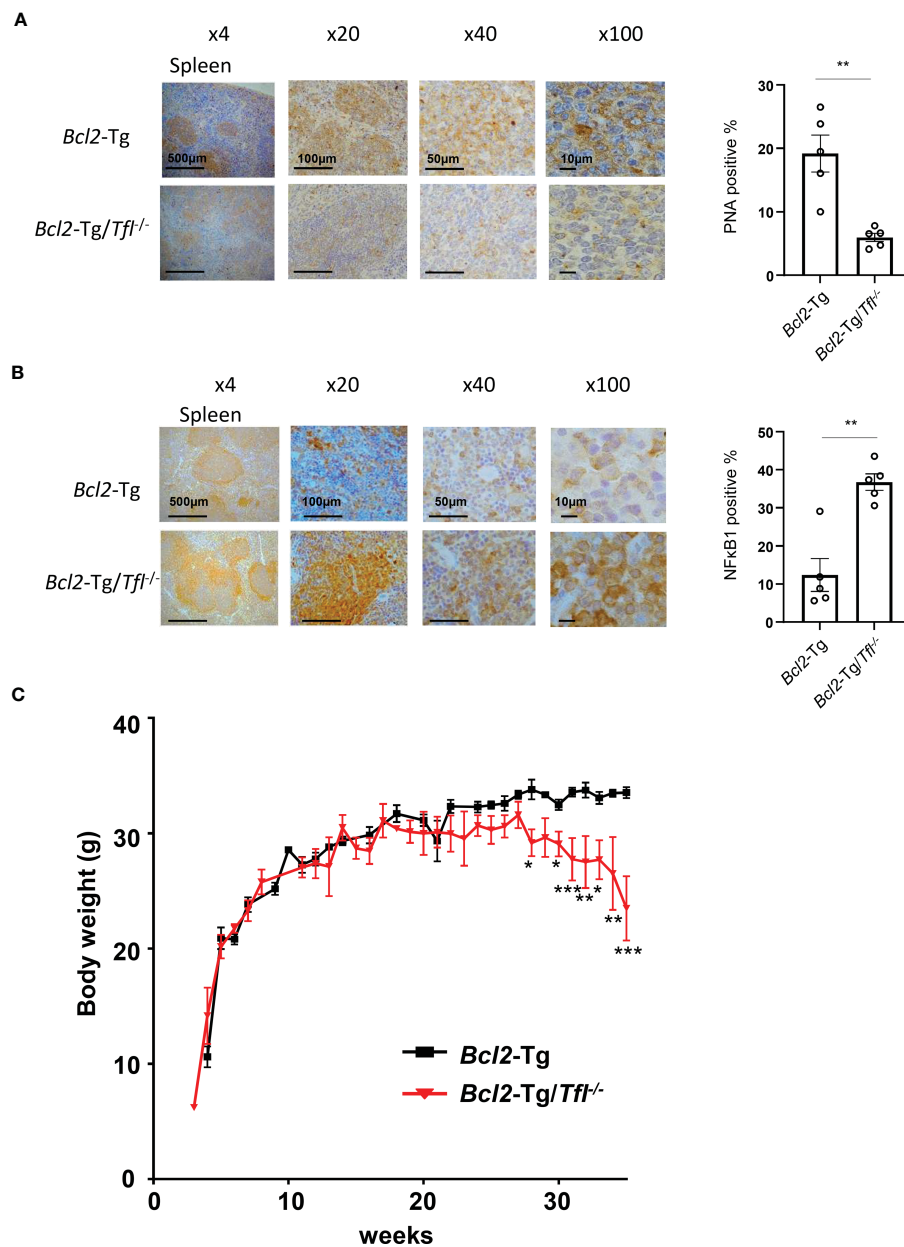 A
x4 x20 x40 x100
Spleen
Bcl2-Tg
500µm 100µm 50µm 10µm
Bcl2-Tg/Tfl-/-
PNA positive %
30
20
10
0
**
Bcl2-Tg
Bcl2-Tg/Tfl-/-
B
x4 x20 x40 x100
Spleen
Bcl2-Tg
500µm 100µm 50µm 10µm
Bcl2-Tg/Tfl-/-
NFκB1 positive %
50
40
30
20
10
0
**
Bcl2-Tg
Bcl2-Tg/Tfl-/-
C
Body weight (g)
40
30
20
10
0
* * *** ** * ** ***
Bcl2-Tg
Bcl2-Tg/Tfl-/-
0 10 20 30
weeks